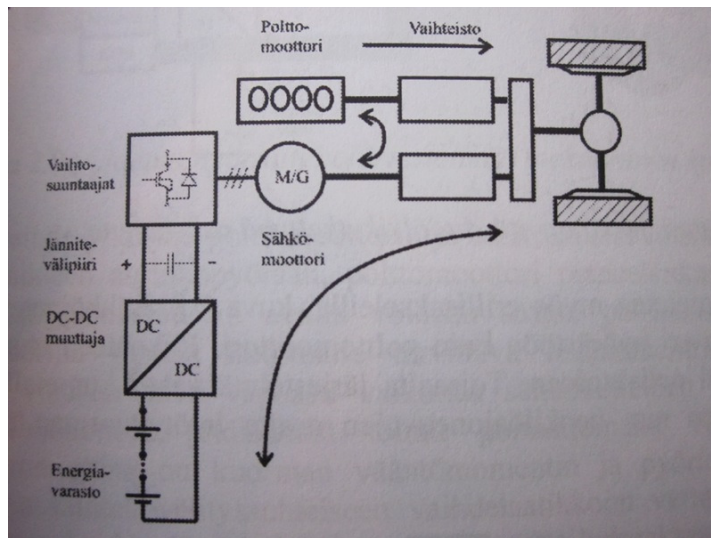 Poltto-
moottori
Vaihteisto
Vaihto-
suuntaajat
M/G
Jännite-
välipiiri
+
-
Sähkö-
moottori
DC-DC
muuttaja
DC
DC
Energia-
varasto